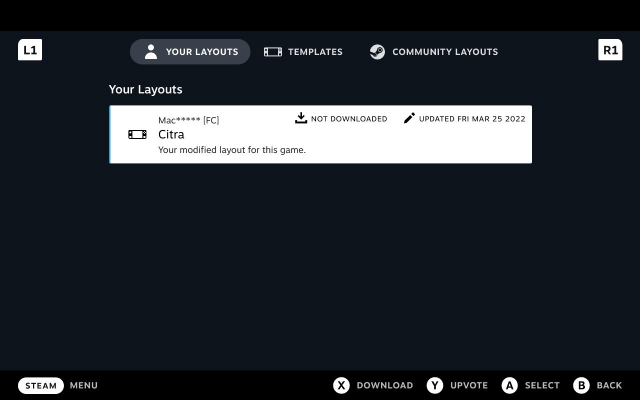 L1
YOUR LAYOUTS
TEMPLATES
COMMUNITY LAYOUTS
R1
Your Layouts
Mac***** [FC]
NOT DOWNLOADED
UPDATED FRI MAR 25 2022
Citra
Your modified layout for this game.
STEAM MENU
X DOWNLOAD
Y UPVOTE
A SELECT
B BACK